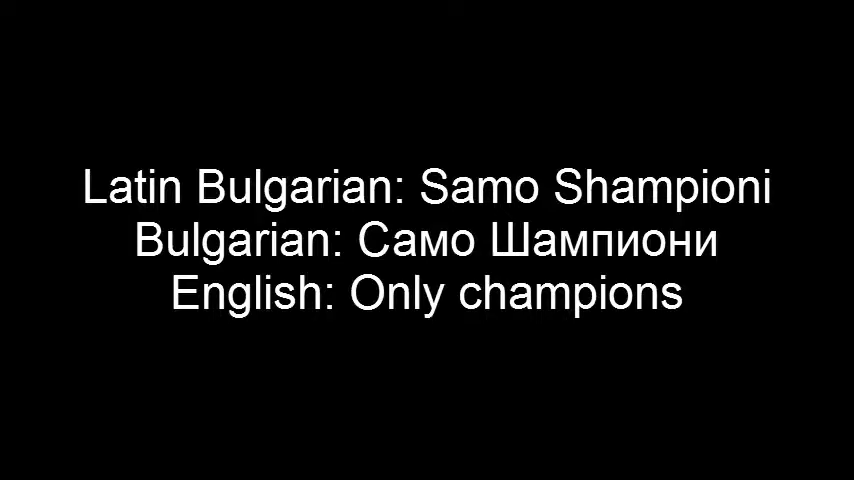 Latin Bulgarian: Samo Shampioni
Bulgarian: Само Шампиони
English: Only champions